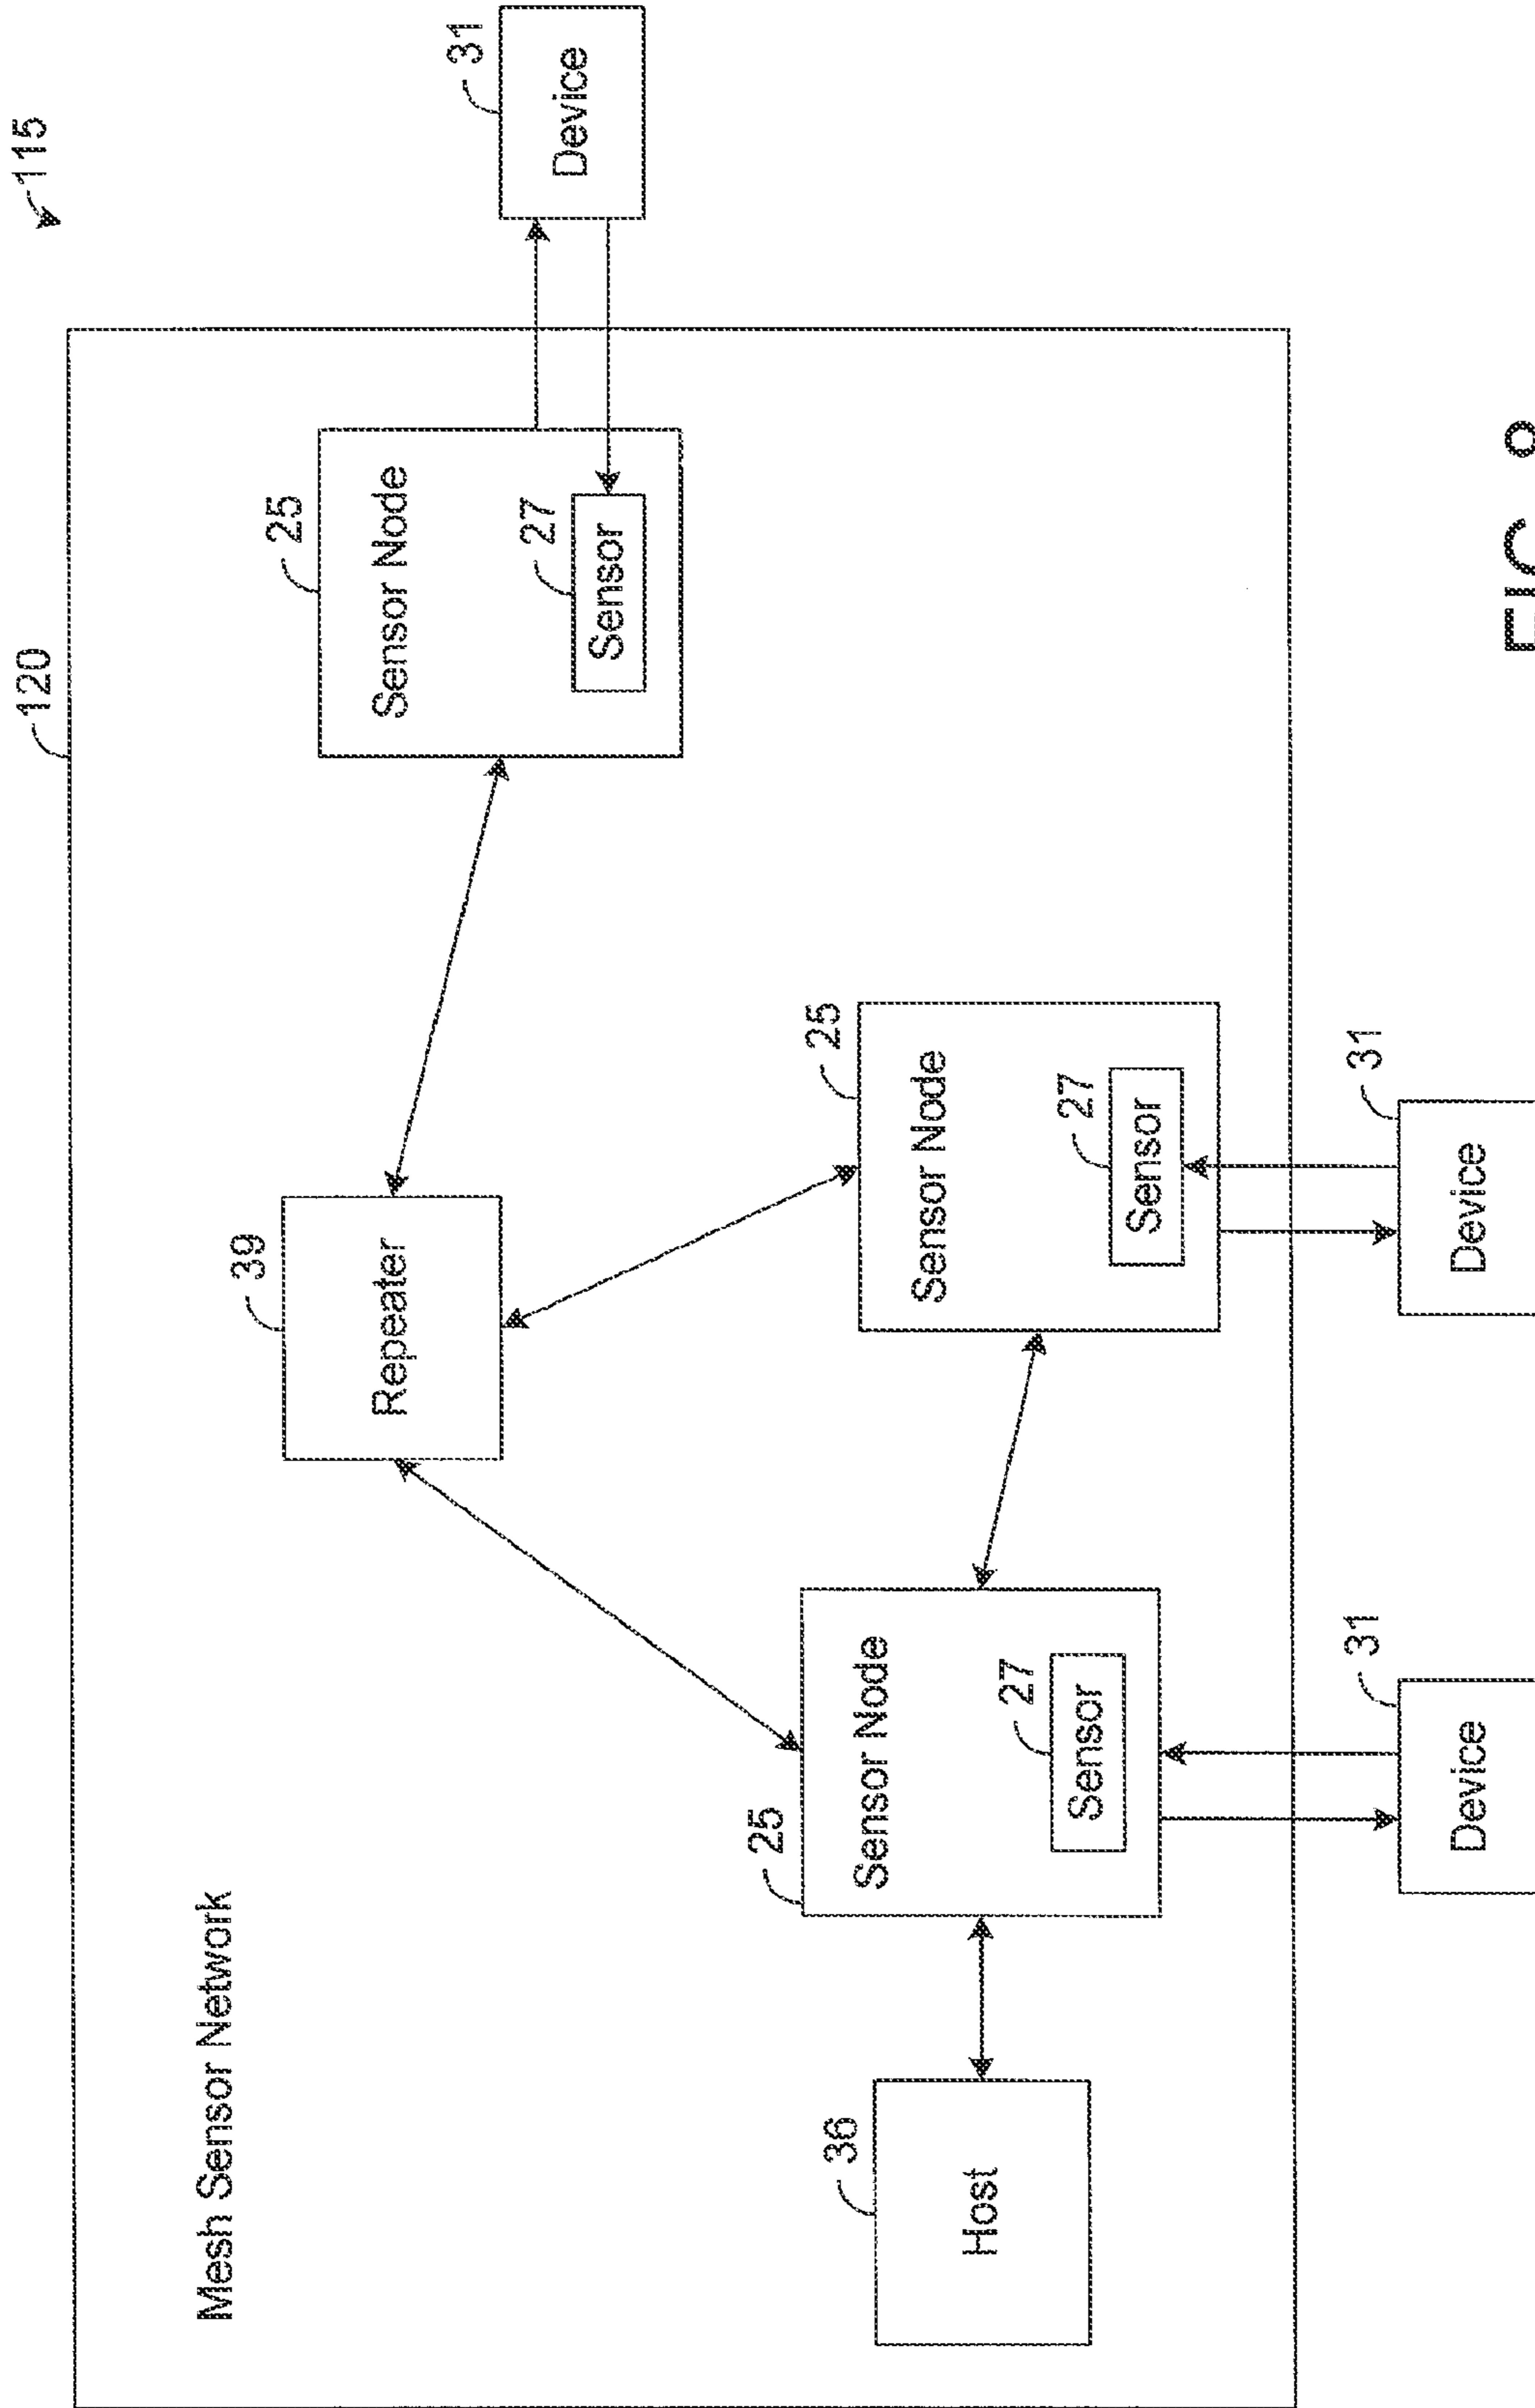 115
120
Mesh Sensor Network
39
Repeater
25
Sensor Node
27
Sensor
31
Device
36
Host
25
Sensor Node
27
Sensor
25
Sensor Node
27
Sensor
31
Device
31
Device